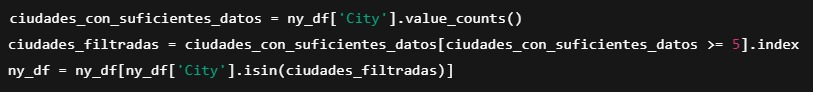 ciudades_con_suficientes_datos = ny_df['City'].value_counts()
ciudades_filtradas = ciudades_con_suficientes_datos[ciudades_con_suficientes_datos >= 5].index
ny_df = ny_df[ny_df['City'].isin(ciudades_filtradas)]